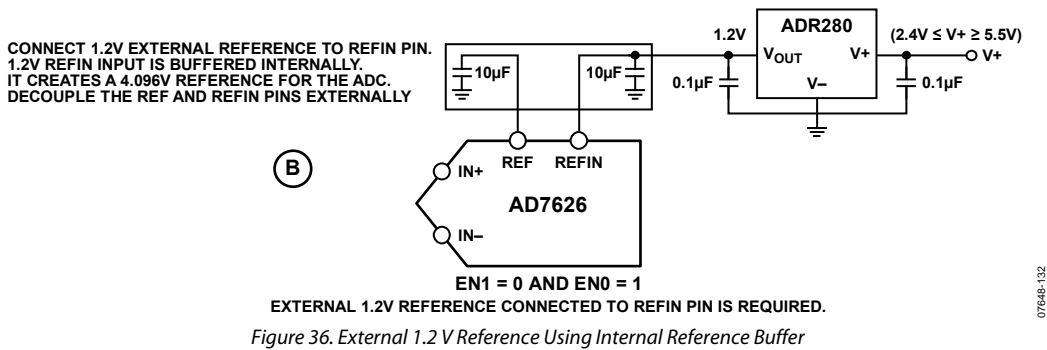 CONNECT 1.2V EXTERNAL REFERENCE TO REFIN PIN.
1.2V REFIN INPUT IS BUFFERED INTERNALLY.
IT CREATES A 4.096V REFERENCE FOR THE ADC.
DECOUPLE THE REF AND REFIN PINS EXTERNALLY
10µF
10µF
1.2V
ADR280
(2.4V ≤ V+ ≥ 5.5V)
VOUT
V+
V+
0.1µF
V–
0.1µF
B
REF
REFIN
IN+
AD7626
IN–
EN1 = 0 AND EN0 = 1
EXTERNAL 1.2V REFERENCE CONNECTED TO REFIN PIN IS REQUIRED.
07648-132
Figure 36. External 1.2 V Reference Using Internal Reference Buffer